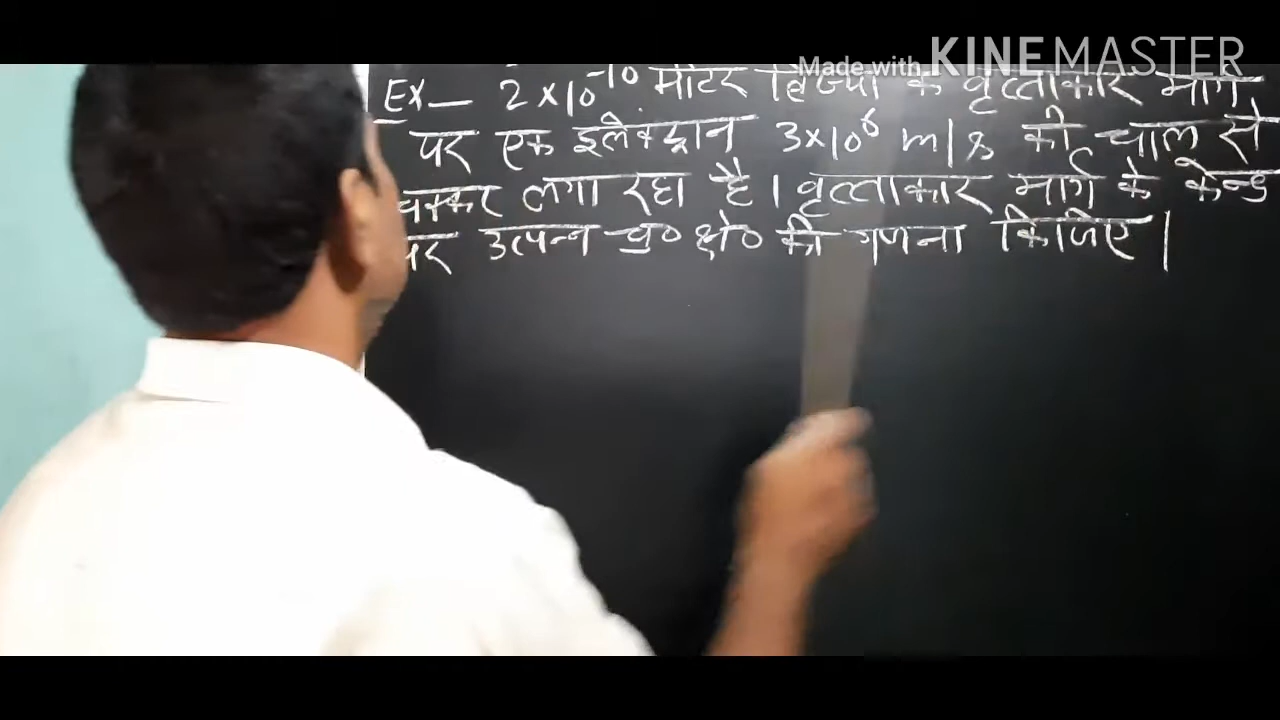 Made with KINEMASTER
Ex— 2×10⁻¹⁰ मीटर त्रिज्या के वृत्ताकार मार्ग
पर एक इलेक्ट्रान 3×10⁶ m/s की चाल से
चक्कर लगा रहा है। वृत्ताकार मार्ग के केन्द्र
पर उत्पन्न चु० क्षे० की गणना किजिए।